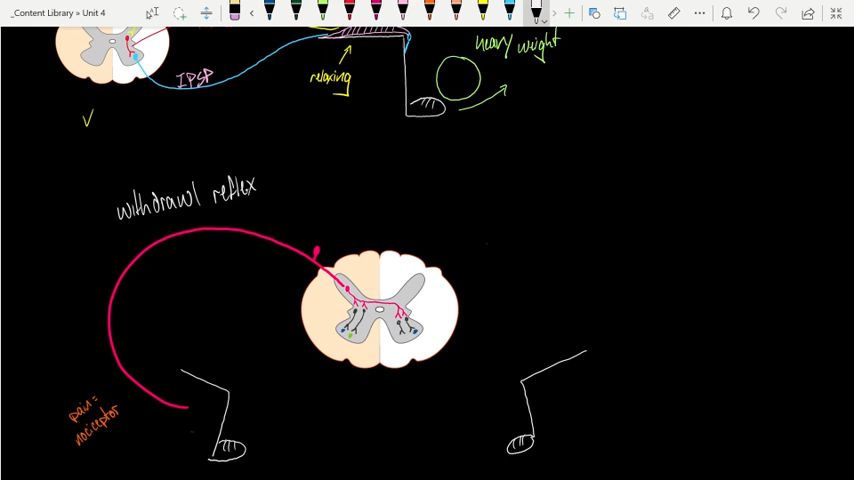 _Content Library » Unit 4
heavy weight
IPSP
relaxing
withdrawl reflex
pain =
nociceptor